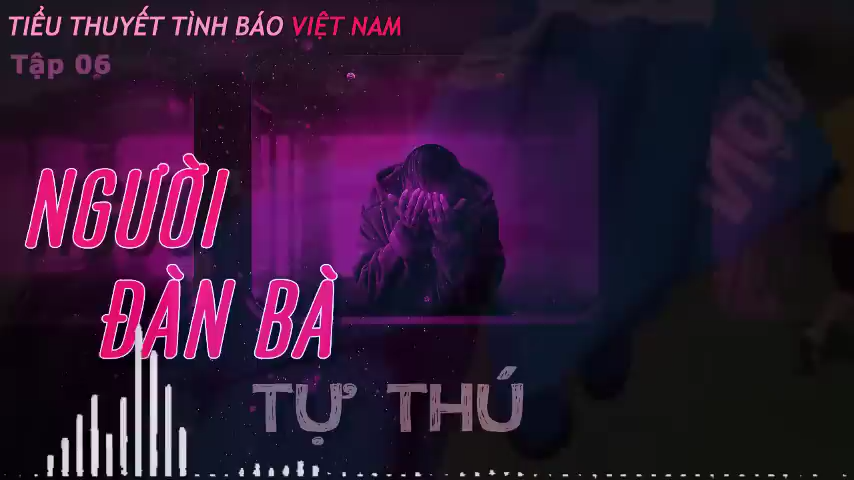 TIỂU THUYẾT TÌNH BÁO VIỆT NAM
Tập 06
NGƯỜI
ĐÀN BÀ
TỰ THÚ